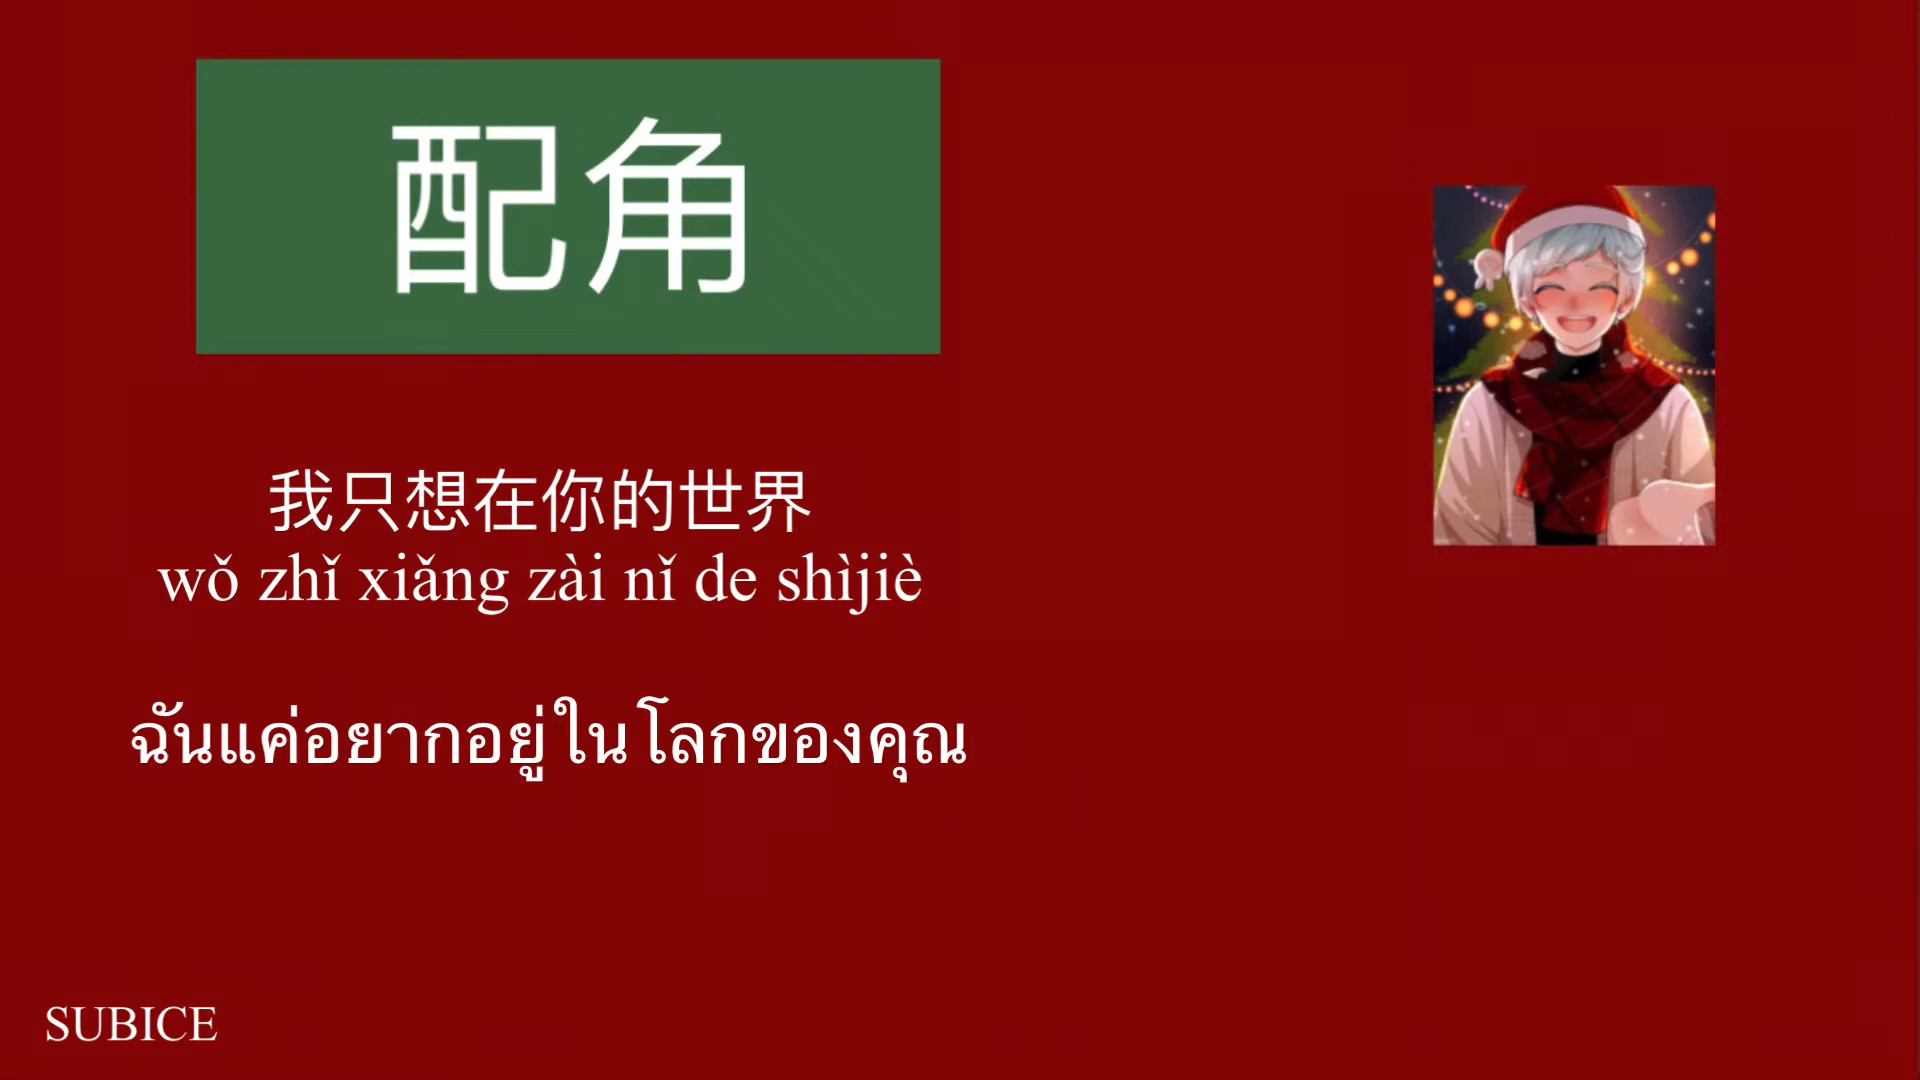 配角
我只想在你的世界
wǒ zhǐ xiǎng zài nǐ de shìjiè
ฉันแค่อยากอยู่ในโลกของคุณ
SUBICE